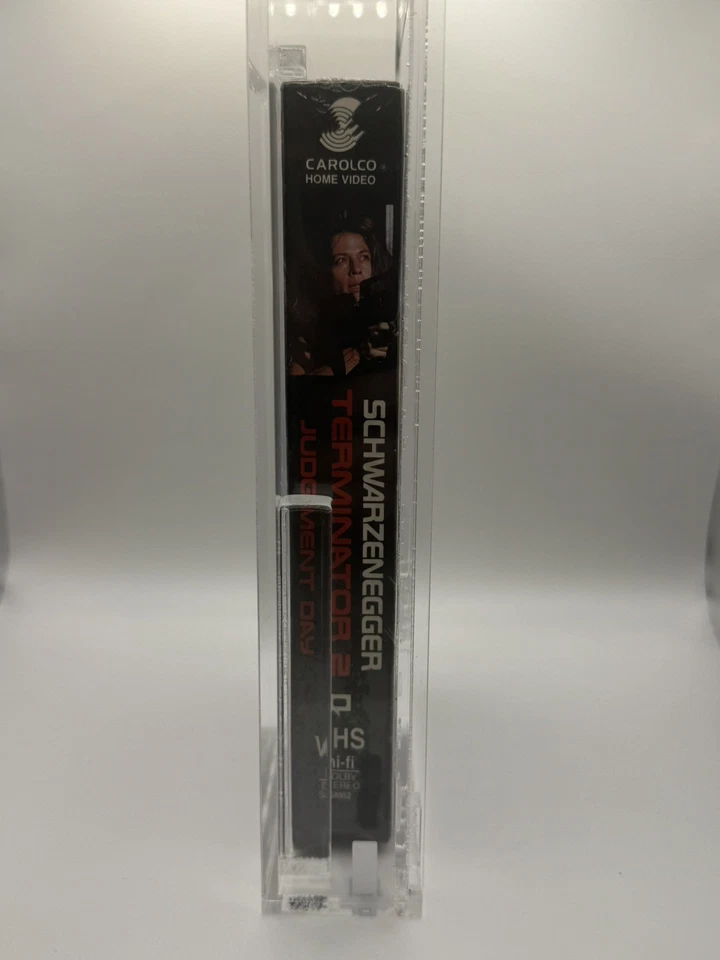 CAROLCO
HOME VIDEO
SCHWARZENEGGER
TERMINATOR 2
JUDGMENT DAY
VHS
hi-fi